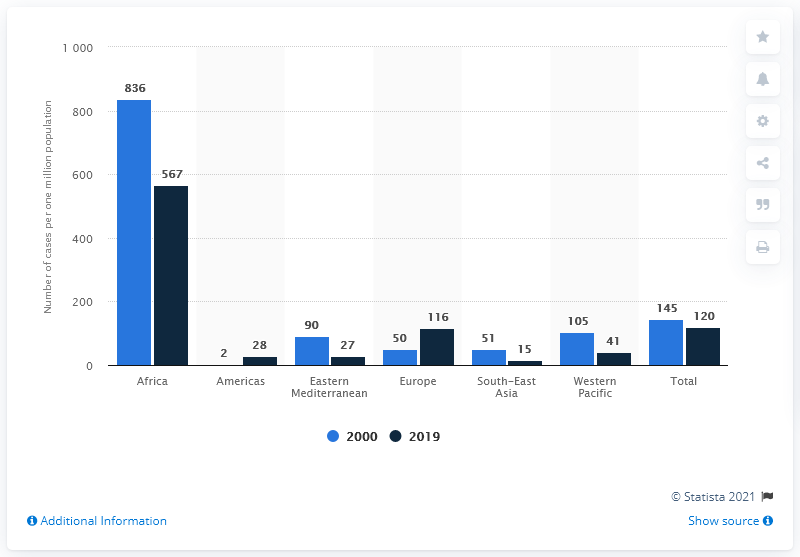 1 000
800
600
400
200
0
Number of cases per one million population
836
567
2
28
90
27
50
116
51
15
105
41
145
120
Africa
Americas
Eastern
Mediterranean
Europe
South-East
Asia
Western
Pacific
Total
2000
2019
© Statista 2021
Additional Information
Show source